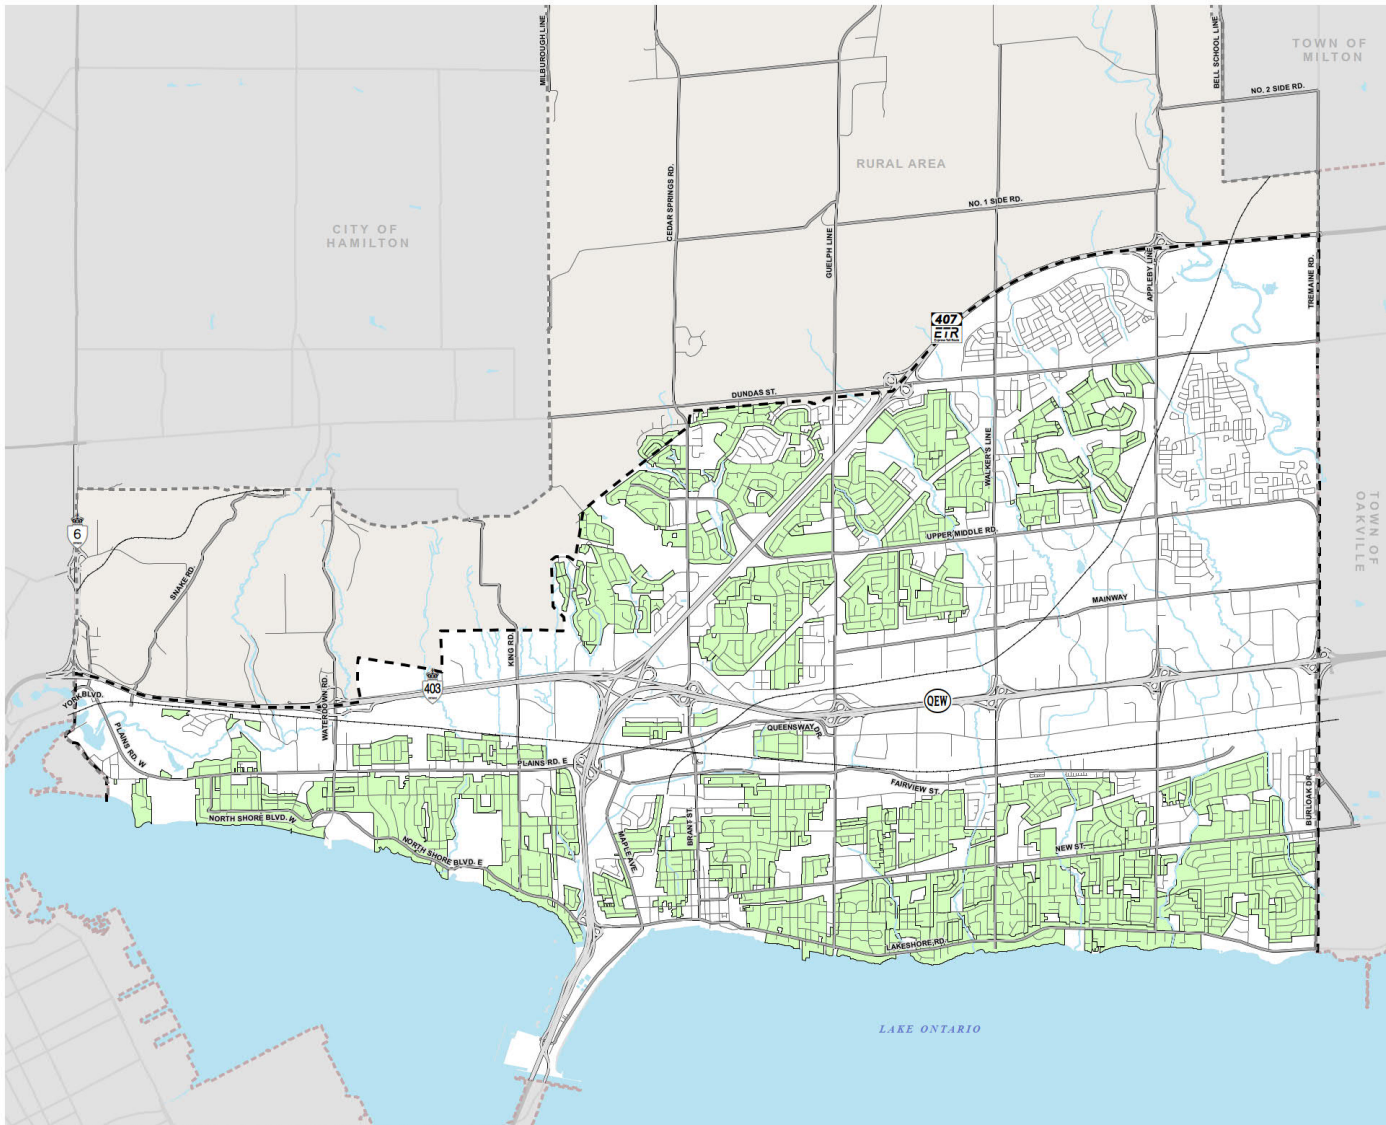 MILBOROUGH LINE
BELL SCHOOL LINE
TOWN OF
MILTON
NO. 2 SIDE RD.
RURAL AREA
CEDAR SPRINGS RD.
NO. 1 SIDE RD.
CITY OF
HAMILTON
GUELPH LINE
APPLEBY LINE
TREMAINE RD.
407
ETR
DUNDAS ST.
WALKER'S LINE
TOWN OF
OAKVILLE
6
UPPER MIDDLE RD.
SNAKE RD.
MAINWAY
KING RD.
403
WATERDOWN RD.
YORK BLVD.
QEW
PLAINS RD. W
QUEENSWAY DR.
PLAINS RD. E
FAIRVIEW ST.
BURLOAK DR.
NORTH SHORE BLVD. W
BRANT ST.
MAPLE AVE.
NORTH SHORE BLVD. E
NEW ST.
LAKESHORE RD.
LAKE ONTARIO